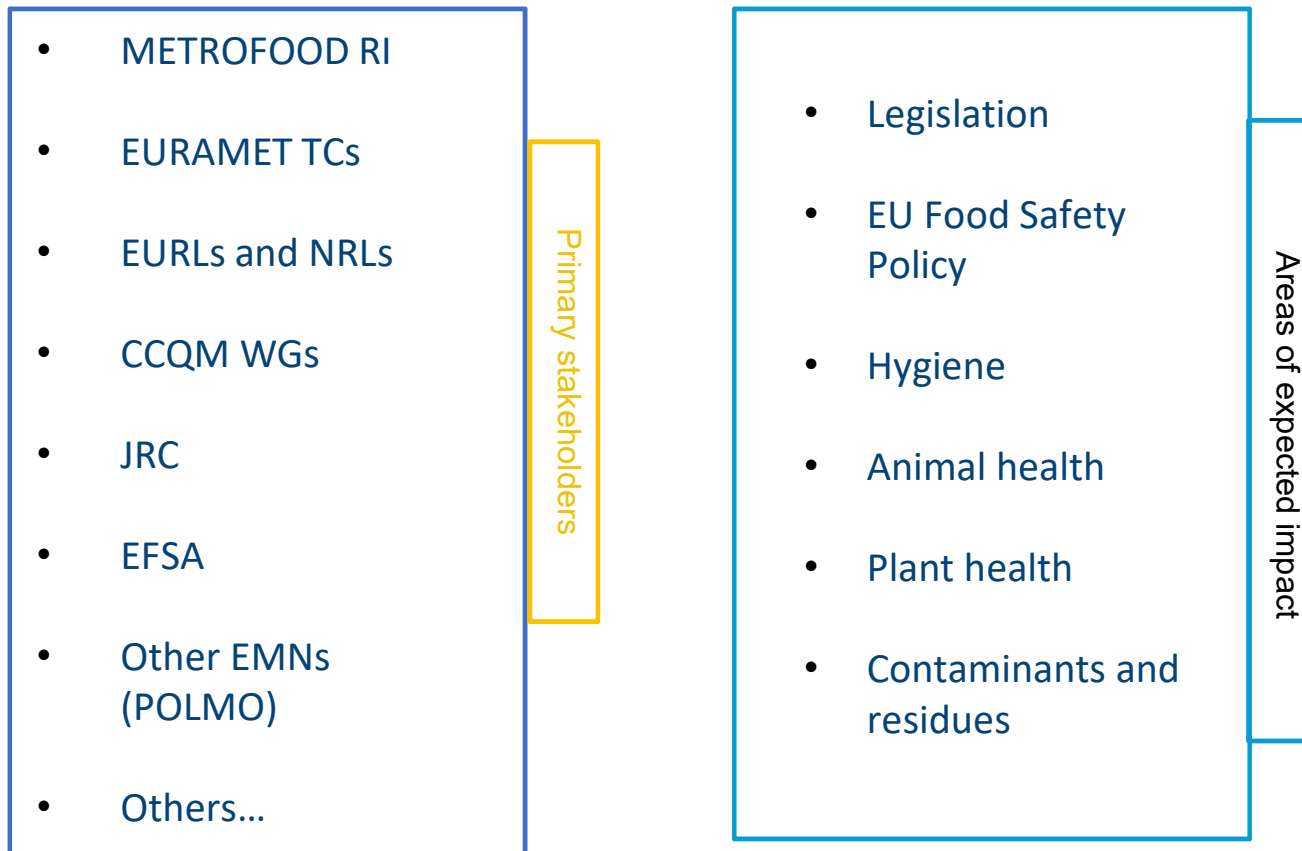 • METROFOOD RI
• EURAMET TCs
• EURLs and NRLs
• CCQM WGs
• JRC
• EFSA
• Other EMNs
(POLMO)
• Others...
Primary stakeholders
• Legislation
• EU Food Safety
Policy
• Hygiene
• Animal health
• Plant health
• Contaminants and
residues
Areas of expected impact